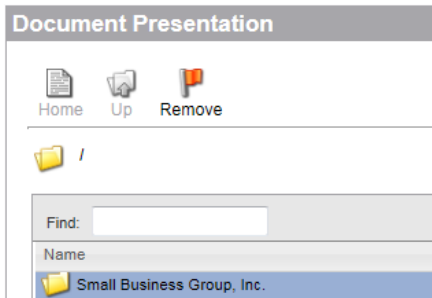 Document Presentation
Home Up Remove
/
Find:
Name
Small Business Group, Inc.